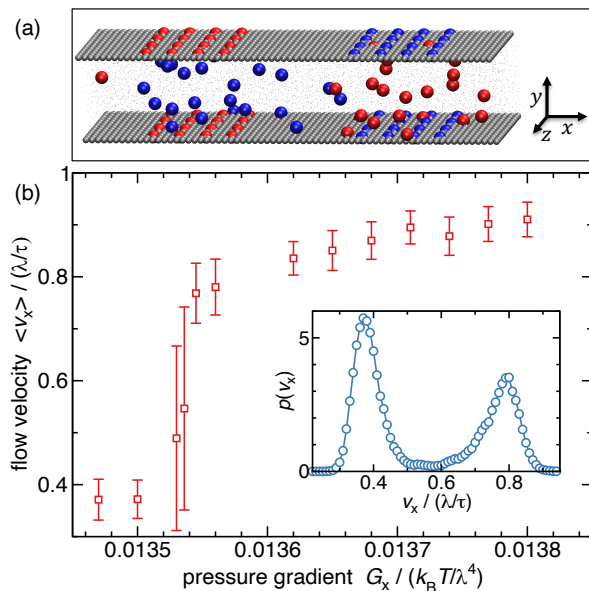 (a)
y
x
z
(b)
1
0.8
0.6
0.4
flow velocity <vₓ> / (λ/τ)
5
0
p(vₓ)
0.4
0.6
0.8
vₓ / (λ/τ)
0.0135
0.0136
0.0137
0.0138
pressure gradient Gₓ / (k_BT/λ⁴)